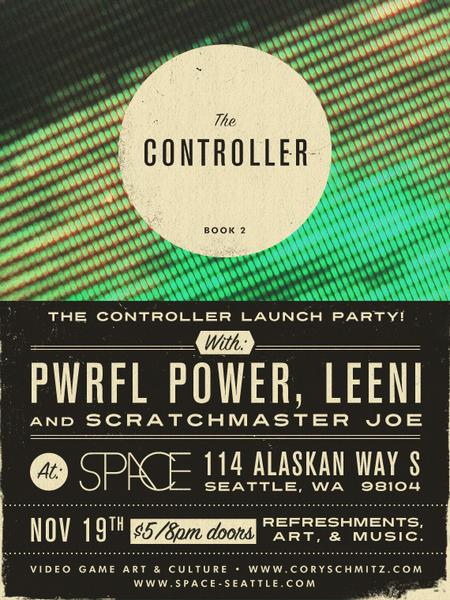 The
CONTROLLER
BOOK 2
THE CONTROLLER LAUNCH PARTY!
With:
PWRFL POWER, LEENI
AND SCRATCHMASTER JOE
At: SPACE 114 ALASKAN WAY S
SEATTLE, WA 98104
NOV 19TH $5/8pm doors REFRESHMENTS,
ART, & MUSIC.
VIDEO GAME ART & CULTURE • WWW.CORYSCHMITZ.COM
WWW.SPACE-SEATTLE.COM